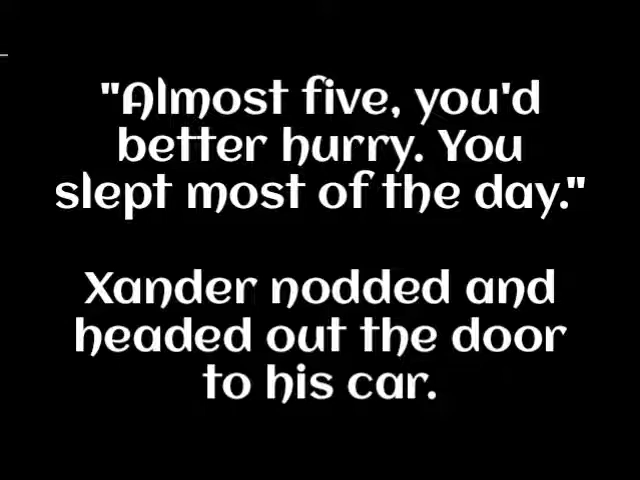 "Almost five, you'd
better hurry. You
slept most of the day."
Xander nodded and
headed out the door
to his car.